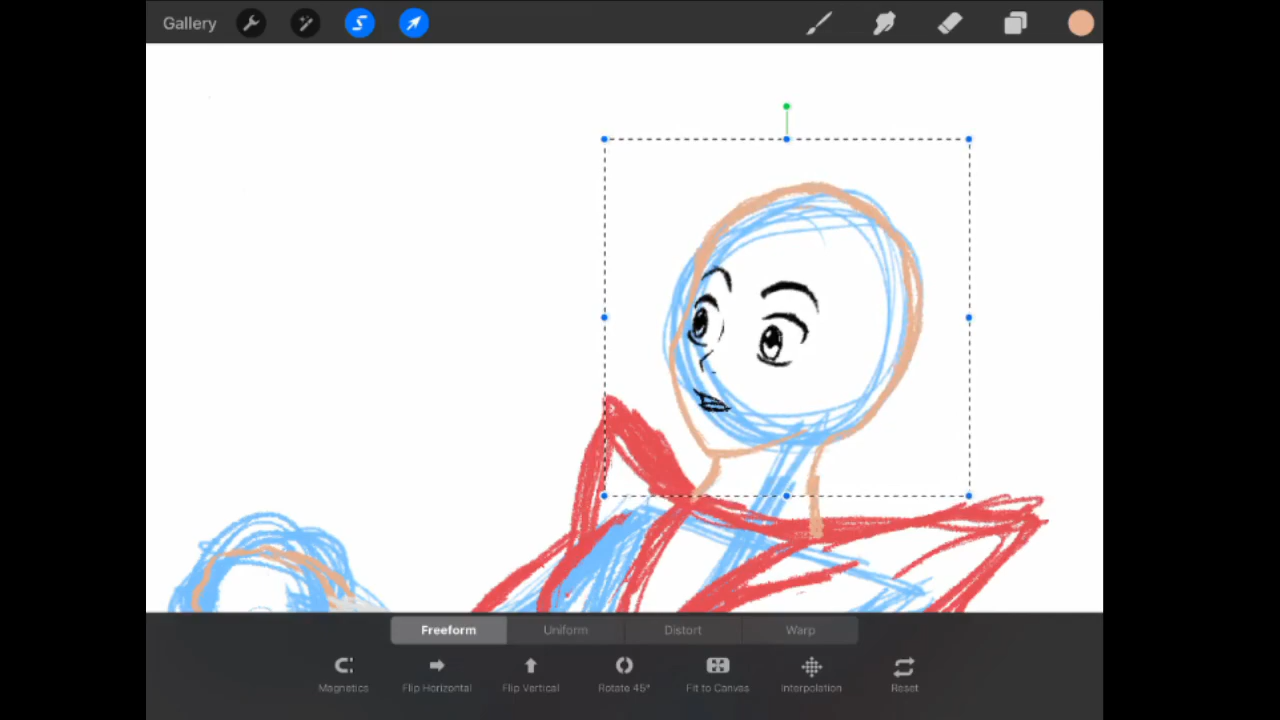 Gallery
Freeform Uniform Distort Warp
Magnetics Flip Horizontal Flip Vertical Rotate 45° Fit to Canvas Interpolation Reset